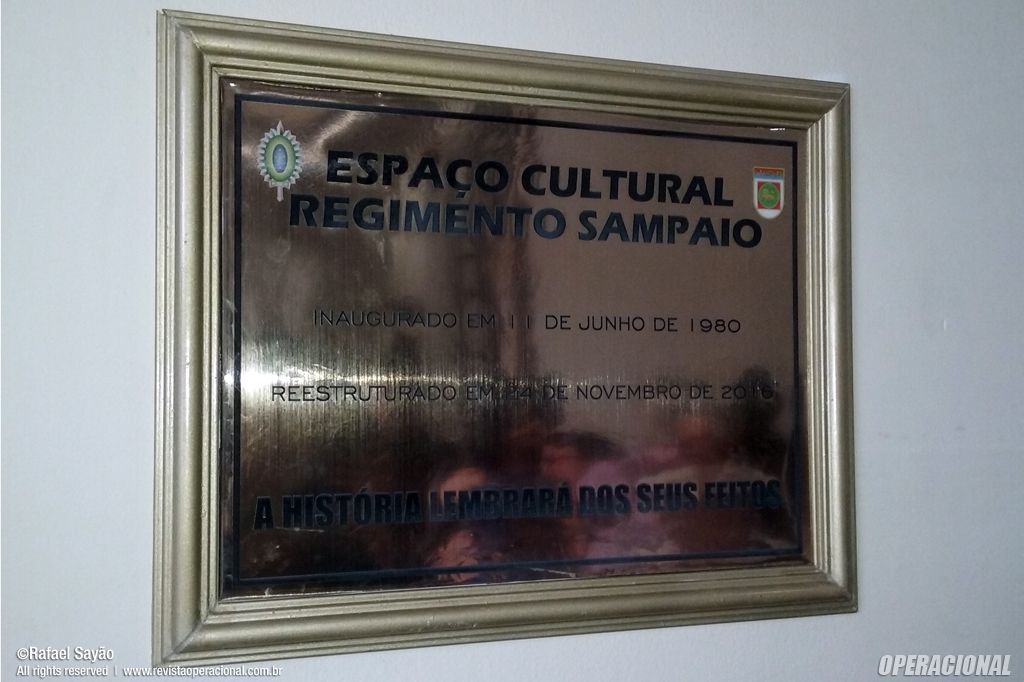 ESPAÇO CULTURAL
REGIMENTO SAMPAIO
INAUGURADO EM 11 DE JUNHO DE 1980
REESTRUTURADO EM 24 DE NOVEMBRO DE 2016
A HISTÓRIA LEMBRARÁ DOS SEUS FEITOS
©Rafael Sayão
All rights reserved | www.revistaoperacional.com.br
OPERACIONAL